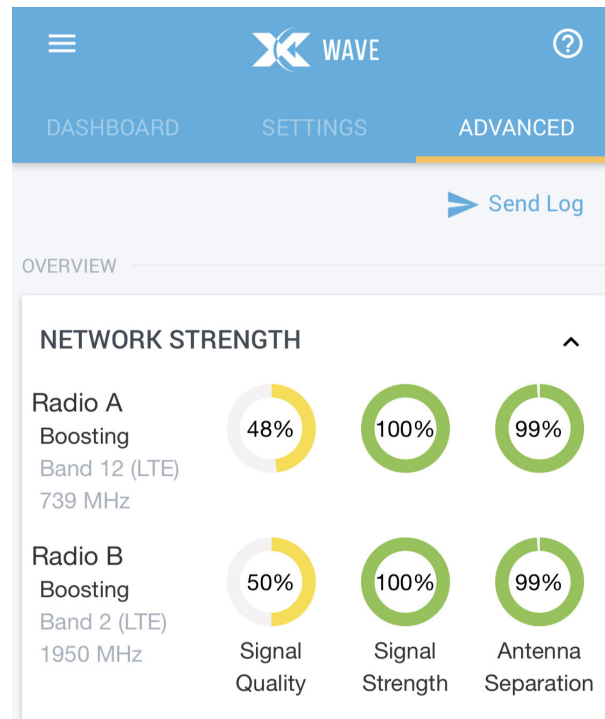 WAVE
DASHBOARD SETTINGS ADVANCED
Send Log
OVERVIEW
NETWORK STRENGTH
Radio A
Boosting
Band 12 (LTE)
739 MHz
48% 100% 99%
Radio B
Boosting
Band 2 (LTE)
1950 MHz
50% 100% 99%
Signal Quality
Signal Strength
Antenna Separation